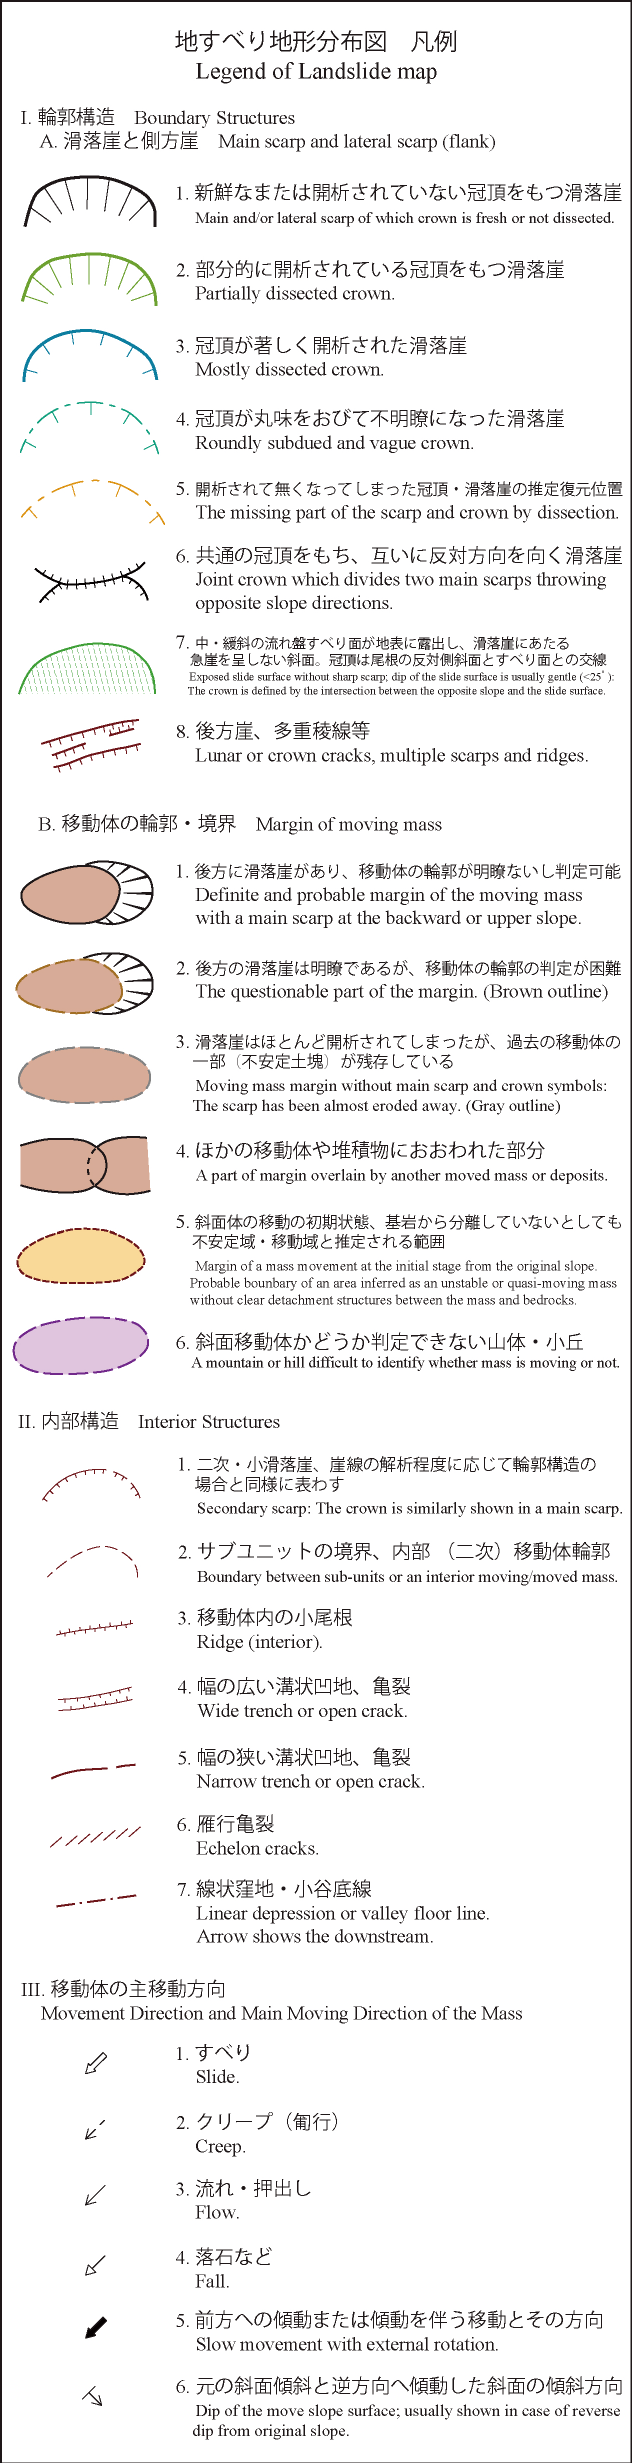 地すべり地形分布図　凡例
Legend of Landslide map
I. 輪郭構造　Boundary Structures
A. 滑落崖と側方崖　Main scarp and lateral scarp (flank)
1. 新鮮なまたは開析されていない冠頂をもつ滑落崖
Main and/or lateral scarp of which crown is fresh or not dissected.
2. 部分的に開析されている冠頂をもつ滑落崖
Partially dissected crown.
3. 冠頂が著しく開析された滑落崖
Mostly dissected crown.
4. 冠頂が丸味をおびて不明瞭になった滑落崖
Roundly subdued and vague crown.
5. 開析されて無くなってしまった冠頂・滑落崖の推定復元位置
The missing part of the scarp and crown by dissection.
6. 共通の冠頂をもち、互いに反対方向を向く滑落崖
Joint crown which divides two main scarps throwing
opposite slope directions.
7. 中・緩斜の流れ盤すべり面が地表に露出し、滑落崖にあたる
急崖を呈しない斜面。冠頂は尾根の反対側斜面とすべり面との交線
Exposed slide surface without sharp scarp; dip of the slide surface is usually gentle (<25°):
The crown is defined by the intersection between the opposite slope and the slide surface.
8. 後方崖、多重稜線等
Lunar or crown cracks, multiple scarps and ridges.
B. 移動体の輪郭・境界　Margin of moving mass
1. 後方に滑落崖があり、移動体の輪郭が明瞭ないし判定可能
Definite and probable margin of the moving mass
with a main scarp at the backward or upper slope.
2. 後方の滑落崖は明瞭であるが、移動体の輪郭の判定が困難
The questionable part of the margin. (Brown outline)
3. 滑落崖はほとんど開析されてしまったが、過去の移動体の
一部（不安定土塊）が残存している
Moving mass margin without main scarp and crown symbols:
The scarp has been almost eroded away. (Gray outline)
4. ほかの移動体や堆積物におおわれた部分
A part of margin overlain by another moved mass or deposits.
5. 斜面体の移動の初期状態、基岩から分離していないとしても
不安定域・移動域と推定される範囲
Margin of a mass movement at the initial stage from the original slope.
Probable bounbary of an area inferred as an unstable or quasi-moving mass
without clear detachment structures between the mass and bedrocks.
6. 斜面移動体かどうか判定できない山体・小丘
A mountain or hill difficult to identify whether mass is moving or not.
II. 内部構造　Interior Structures
1. 二次・小滑落崖、崖線の解析程度に応じて輪郭構造の
場合と同様に表わす
Secondary scarp: The crown is similarly shown in a main scarp.
2. サブユニットの境界、内部（二次）移動体輪郭
Boundary between sub-units or an interior moving/moved mass.
3. 移動体内の小尾根
Ridge (interior).
4. 幅の広い溝状凹地、亀裂
Wide trench or open crack.
5. 幅の狭い溝状凹地、亀裂
Narrow trench or open crack.
6. 雁行亀裂
Echelon cracks.
7. 線状窪地・小谷底線
Linear depression or valley floor line.
Arrow shows the downstream.
III. 移動体の主移動方向
Movement Direction and Main Moving Direction of the Mass
1. すべり
Slide.
2. クリープ（匍行）
Creep.
3. 流れ・押出し
Flow.
4. 落石など
Fall.
5. 前方への傾動または傾動を伴う移動とその方向
Slow movement with external rotation.
6. 元の斜面傾斜と逆方向へ傾動した斜面の傾斜方向
Dip of the move slope surface; usually shown in case of reverse
dip from original slope.